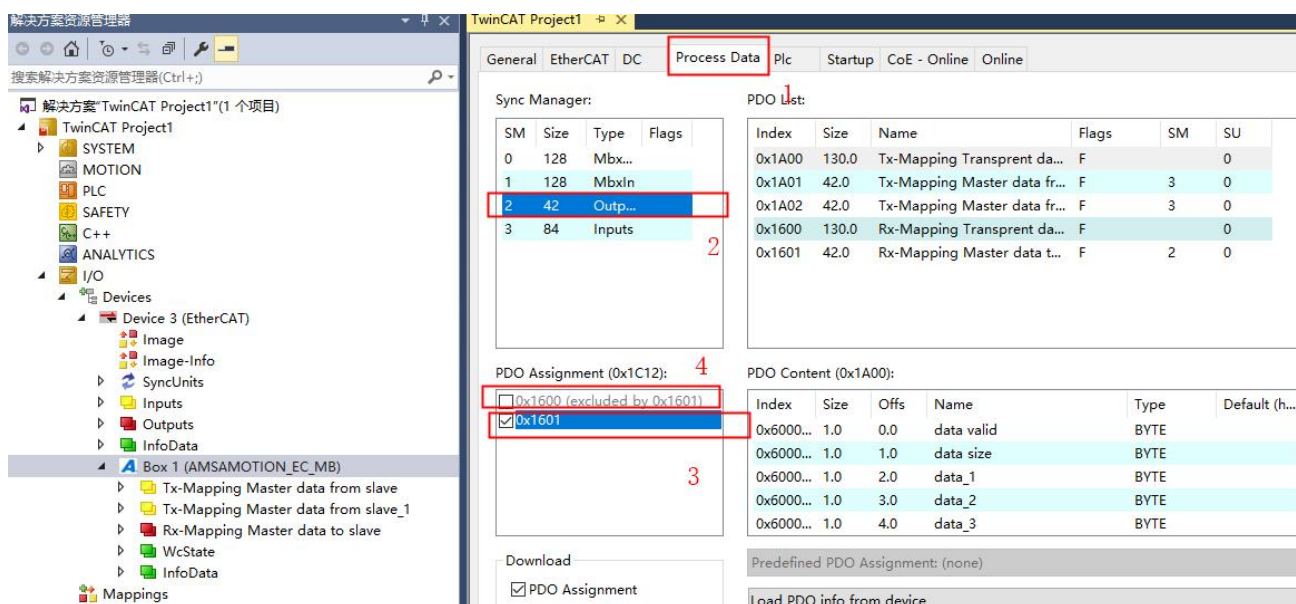 解决方案资源管理器
搜索解决方案资源管理器(Ctrl+;)
解决方案"TwinCAT Project1"(1 个项目)
TwinCAT Project1
SYSTEM
MOTION
PLC
SAFETY
C++
ANALYTICS
I/O
Devices
Device 3 (EtherCAT)
Image
Image-Info
SyncUnits
Inputs
Outputs
InfoData
Box 1 (AMSAMOTION_EC_MB)
Tx-Mapping Master data from slave
Tx-Mapping Master data from slave_1
Rx-Mapping Master data to slave
WcState
InfoData
Mappings
TwinCAT Project1
General EtherCAT DC Process Data Plc Startup CoE - Online Online
1
Sync Manager:
SM Size Type Flags
0 128 Mbx...
1 128 MbxIn
2 42 Outp...
3 84 Inputs
2
PDO List:
Index Size Name Flags SM SU
0x1A00 130.0 Tx-Mapping Transprent da... F 0
0x1A01 42.0 Tx-Mapping Master data fr... F 3 0
0x1A02 42.0 Tx-Mapping Master data fr... F 3 0
0x1600 130.0 Rx-Mapping Transprent da... F 0
0x1601 42.0 Rx-Mapping Master data t... F 2 0
PDO Assignment (0x1C12):
4
0x1600 (excluded by 0x1601)
0x1601
3
PDO Content (0x1A00):
Index Size Offs Name Type Default (h...
0x6000... 1.0 0.0 data valid BYTE
0x6000... 1.0 1.0 data size BYTE
0x6000... 1.0 2.0 data_1 BYTE
0x6000... 1.0 3.0 data_2 BYTE
0x6000... 1.0 4.0 data_3 BYTE
Download
PDO Assignment
Predefined PDO Assignment: (none)
Load PDO info from device